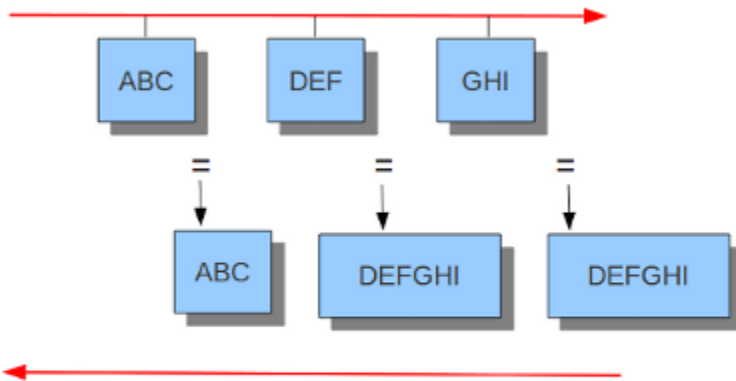 ABC DEF GHI
= = =
ABC DEFGHI DEFGHI